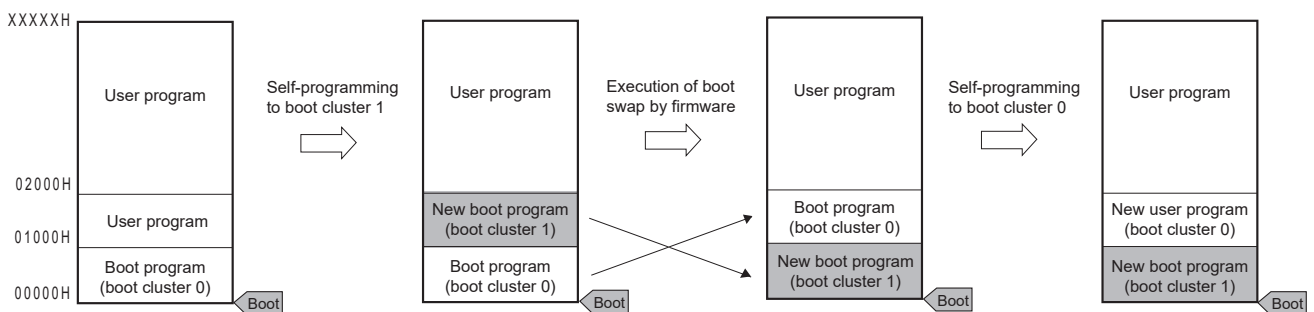 XXXXXH
User program
User program
Boot program
(boot cluster 0)
02000H
01000H
00000H
Boot
Self-programming
to boot cluster 1
User program
New boot program
(boot cluster 1)
Boot program
(boot cluster 0)
Boot
Execution of boot
swap by firmware
User program
Boot program
(boot cluster 0)
New boot program
(boot cluster 1)
Boot
Self-programming
to boot cluster 0
User program
New user program
(boot cluster 0)
New boot program
(boot cluster 1)
Boot